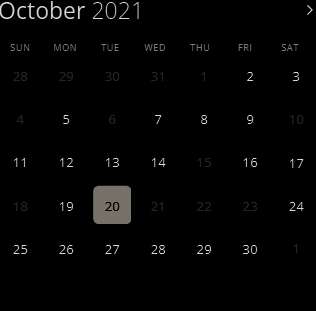 October 2021
SUN MON TUE WED THU FRI SAT
28 29 30 31 1 2 3
4 5 6 7 8 9 10
11 12 13 14 15 16 17
18 19 20 21 22 23 24
25 26 27 28 29 30 1